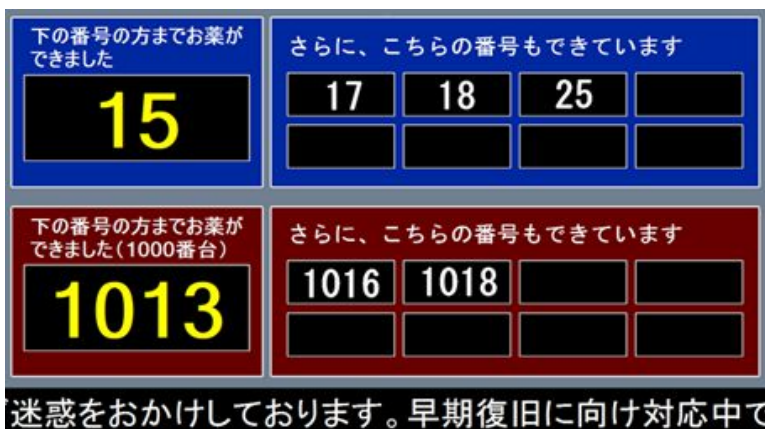 下の番号の方までお薬が
できました
15
さらに、こちらの番号もできています
17 18 25
下の番号の方までお薬が
できました(1000番台)
1013
さらに、こちらの番号もできています
1016 1018
迷惑をおかけしております。早期復旧に向け対応中で